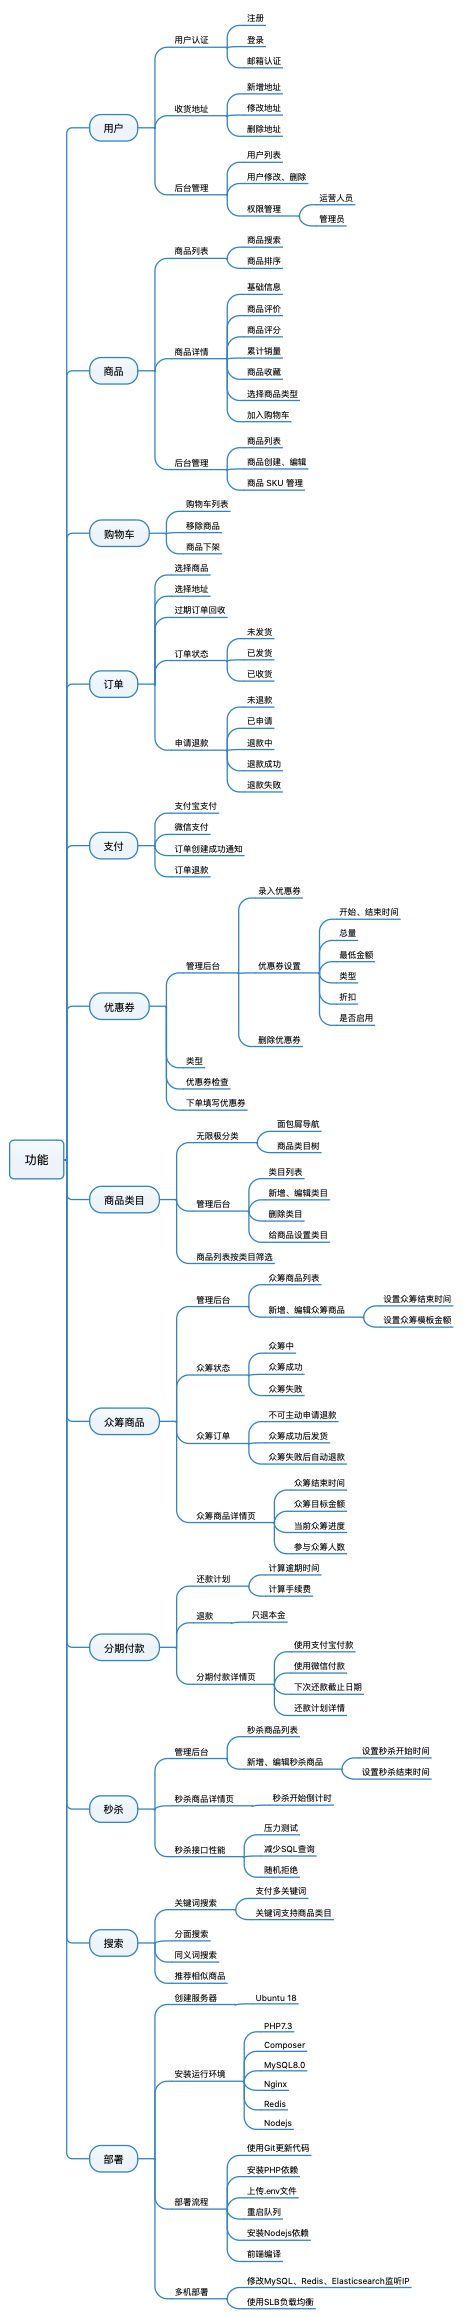 功能
用户
用户认证
注册
登录
邮箱认证
收货地址
新增地址
修改地址
删除地址
后台管理
用户列表
用户修改、删除
权限管理
运营人员
管理员
商品
商品列表
商品搜索
商品排序
商品详情
基础信息
商品评价
商品评分
累计销量
商品收藏
选择商品类型
加入购物车
后台管理
商品列表
商品创建、编辑
商品 SKU 管理
购物车
购物车列表
移除商品
商品下架
订单
选择商品
选择地址
过期订单回收
订单状态
未发货
已发货
已收货
申请退款
未退款
已申请
退款中
退款成功
退款失败
支付
支付宝支付
微信支付
订单创建成功通知
订单退款
优惠券
管理后台
录入优惠券
优惠券设置
开始、结束时间
总量
最低金额
类型
折扣
是否启用
删除优惠券
类型
优惠券检查
下单填写优惠券
商品类目
无限极分类
面包屑导航
商品类目树
管理后台
类目列表
新增、编辑类目
删除类目
给商品设置类目
商品列表按类目筛选
众筹商品
管理后台
众筹商品列表
新增、编辑众筹商品
设置众筹结束时间
设置众筹模板金额
众筹状态
众筹中
众筹成功
众筹失败
众筹订单
不可主动申请退款
众筹成功后发货
众筹失败后自动退款
众筹商品详情页
众筹结束时间
众筹目标金额
当前众筹进度
参与众筹人数
分期付款
还款计划
计算逾期时间
计算手续费
退款
只退本金
分期付款详情页
使用支付宝付款
使用微信付款
下次还款截止日期
还款计划详情
秒杀
管理后台
秒杀商品列表
新增、编辑秒杀商品
设置秒杀开始时间
设置秒杀结束时间
秒杀商品详情页
秒杀开始倒计时
秒杀接口性能
压力测试
减少SQL查询
随机拒绝
搜索
关键词搜索
支付多关键词
关键词支持商品类目
分面搜索
同义词搜索
推荐相似商品
部署
创建服务器
Ubuntu 18
安装运行环境
PHP7.3
Composer
MySQL8.0
Nginx
Redis
Nodejs
部署流程
使用Git更新代码
安装PHP依赖
上传.env文件
重启队列
安装Nodejs依赖
前端编译
多机部署
修改MySQL、Redis、Elasticsearch监听IP
使用SLB负载均衡